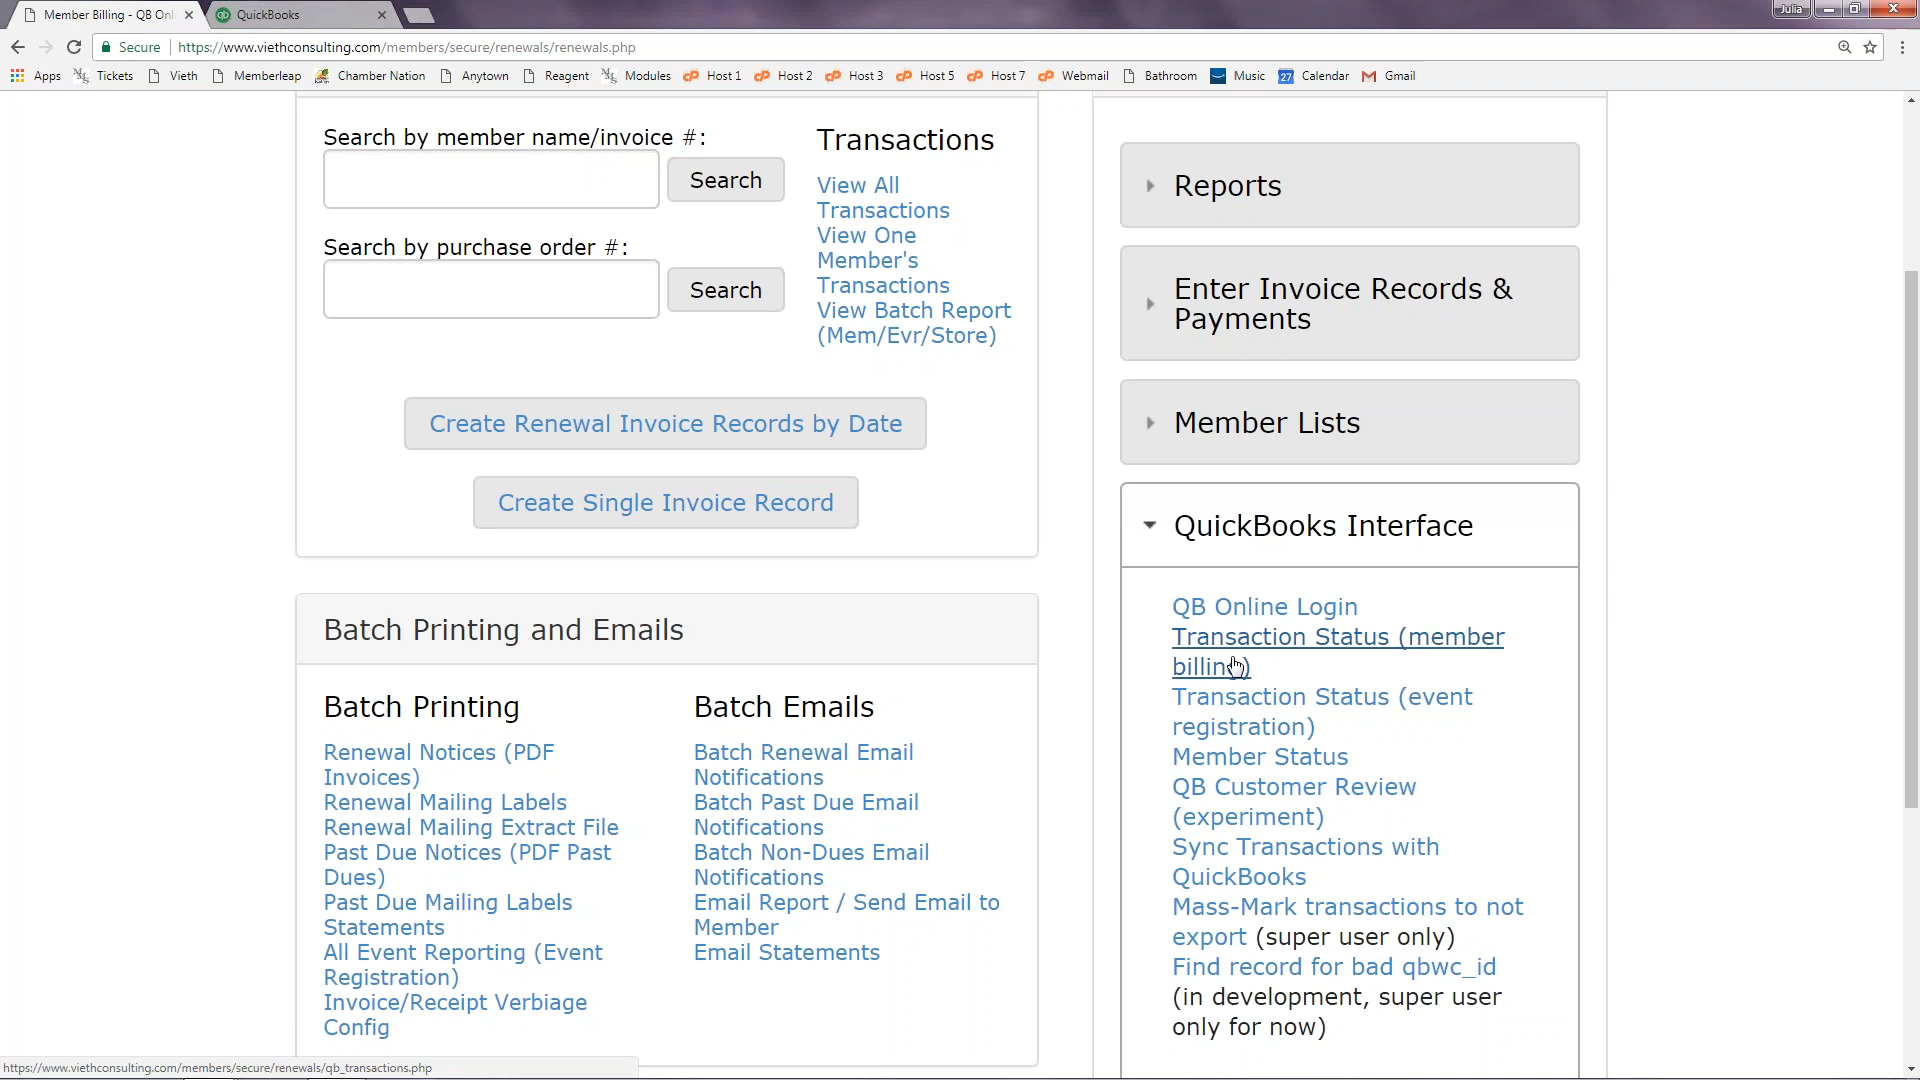 Member Billing - QB Onl
QuickBooks
Julia
Secure
https://www.viethconsulting.com/members/secure/renewals/renewals.php
Apps
Tickets
Vieth
Memberleap
Chamber Nation
Anytown
Reagent
Modules
Host 1
Host 2
Host 3
Host 5
Host 7
Webmail
Bathroom
Music
27
Calendar
Gmail
Search by member name/invoice #:
Search
Search by purchase order #:
Search
Transactions
View All
Transactions
View One
Member's
Transactions
View Batch Report
(Mem/Evr/Store)
Create Renewal Invoice Records by Date
Create Single Invoice Record
Batch Printing and Emails
Batch Printing
Renewal Notices (PDF
Invoices)
Renewal Mailing Labels
Renewal Mailing Extract File
Past Due Notices (PDF Past
Dues)
Past Due Mailing Labels
Statements
All Event Reporting (Event
Registration)
Invoice/Receipt Verbiage
Config
Batch Emails
Batch Renewal Email
Notifications
Batch Past Due Email
Notifications
Batch Non-Dues Email
Notifications
Email Report / Send Email to
Member
Email Statements
Reports
Enter Invoice Records &
Payments
Member Lists
QuickBooks Interface
QB Online Login
Transaction Status (member
billing)
Transaction Status (event
registration)
Member Status
QB Customer Review
(experiment)
Sync Transactions with
QuickBooks
Mass-Mark transactions to not
export (super user only)
Find record for bad qbwc_id
(in development, super user
only for now)
https://www.viethconsulting.com/members/secure/renewals/qb_transactions.php